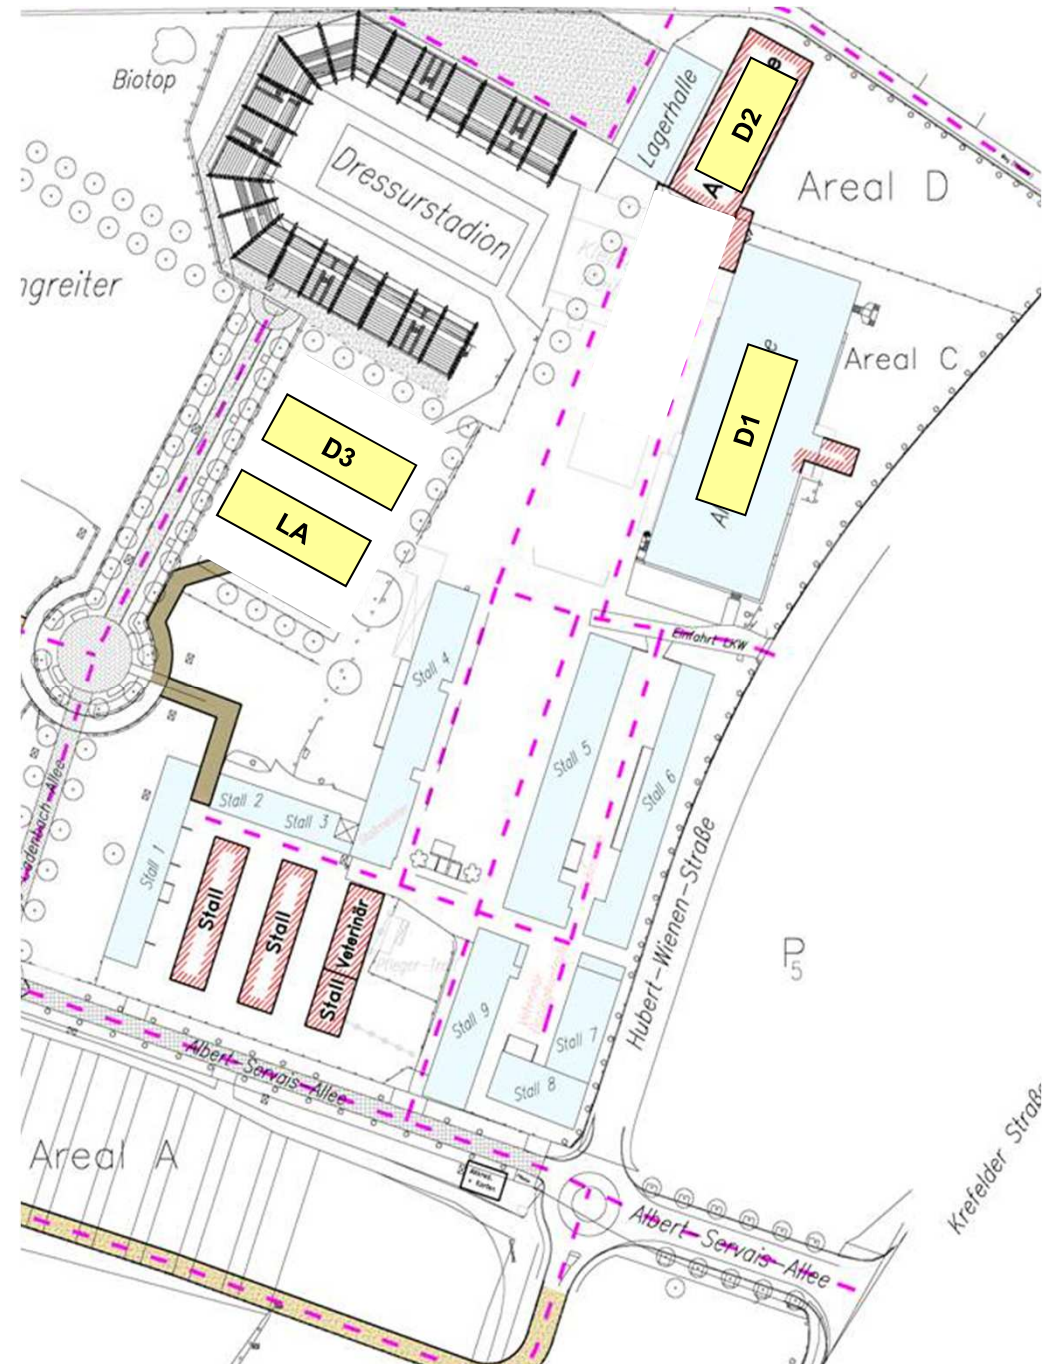 Biotop
Lagerhalle
D2
A
e
Areal D
Dressurstadion
ngreiter
Areal C
e
D1
D3
LA
Einfahrt LKW
Stall 4
Stall 5
Stall 6
Stall 2
Stall 3
Stall 1
Stall
Stall
Veterinär
Stall
Hubert-Wienen-Straße
P5
Stall 9
Stall 7
Stall 8
Albert-Servais-Allee
Areal A
Albert-Servais-Allee
Krefelder Straße